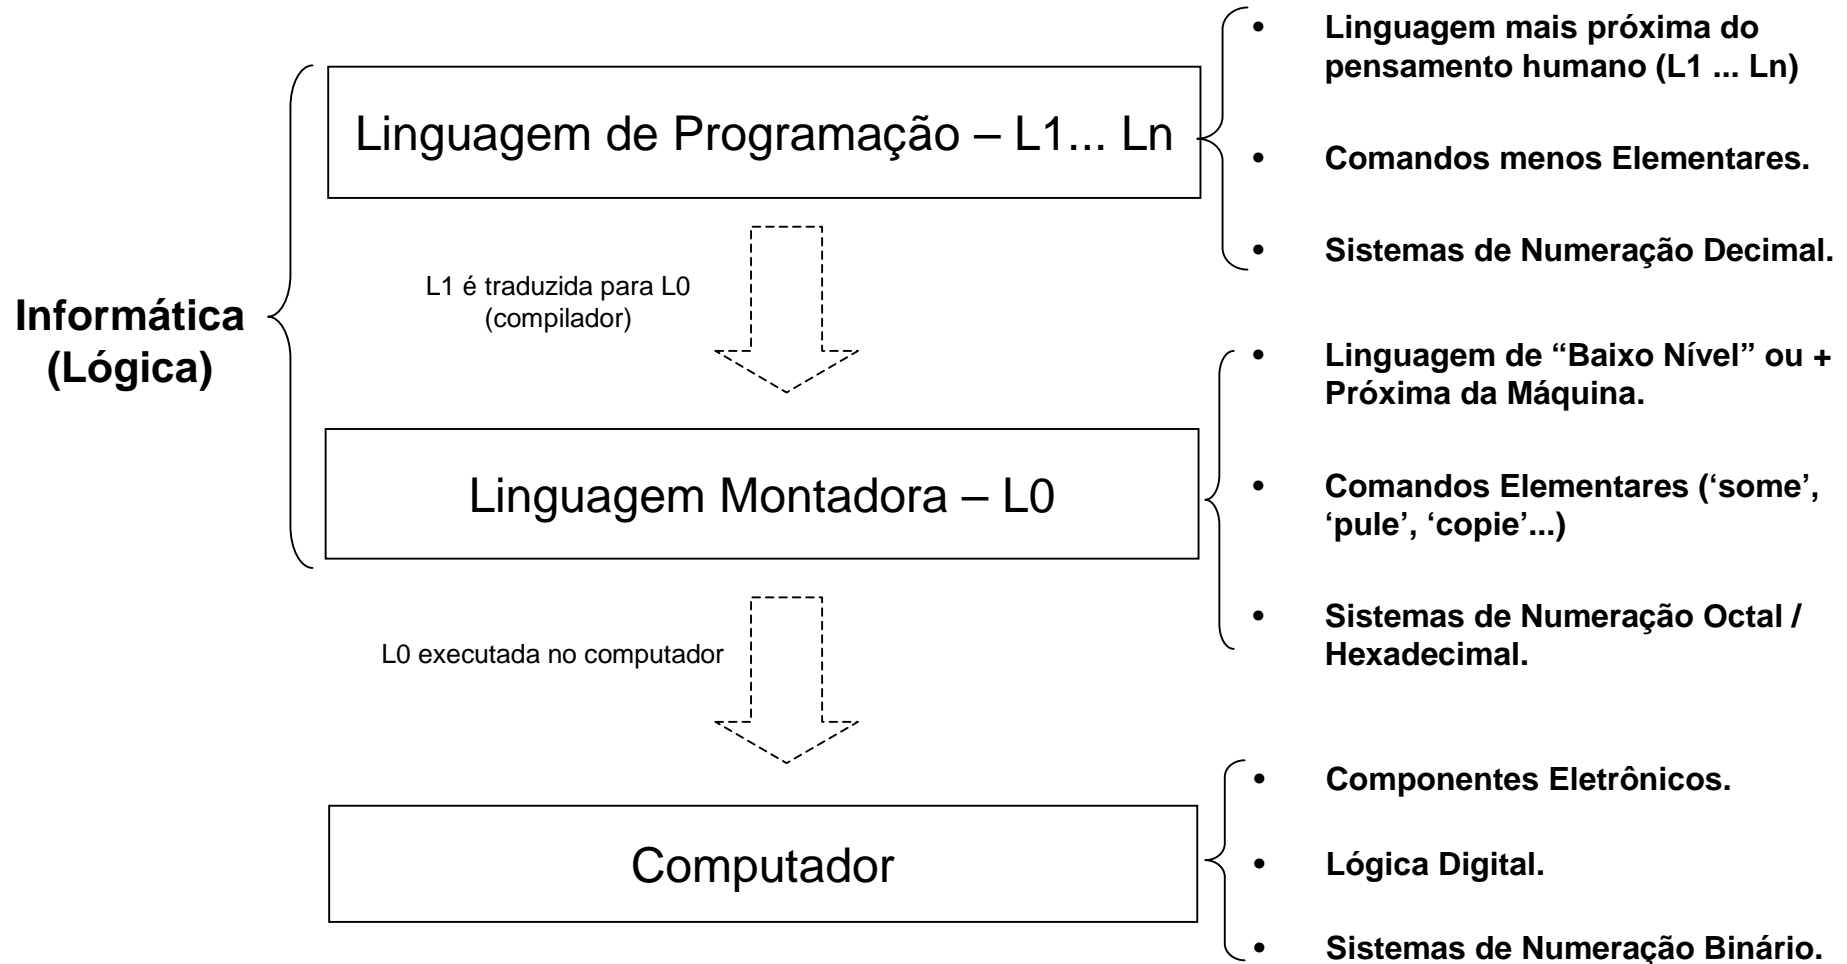 Linguagem mais próxima do
pensamento humano (L1 ... Ln)
Linguagem de Programação – L1... Ln
• Comandos menos Elementares.
• Sistemas de Numeração Decimal.
L1 é traduzida para L0
(compilador)
Informática
(Lógica)
• Linguagem de “Baixo Nível” ou +
Próxima da Máquina.
Linguagem Montadora – L0
• Comandos Elementares (‘some’,
‘pule’, ‘copie’...)
• Sistemas de Numeração Octal /
Hexadecimal.
L0 executada no computador
• Componentes Eletrônicos.
Computador
• Lógica Digital.
• Sistemas de Numeração Binário.